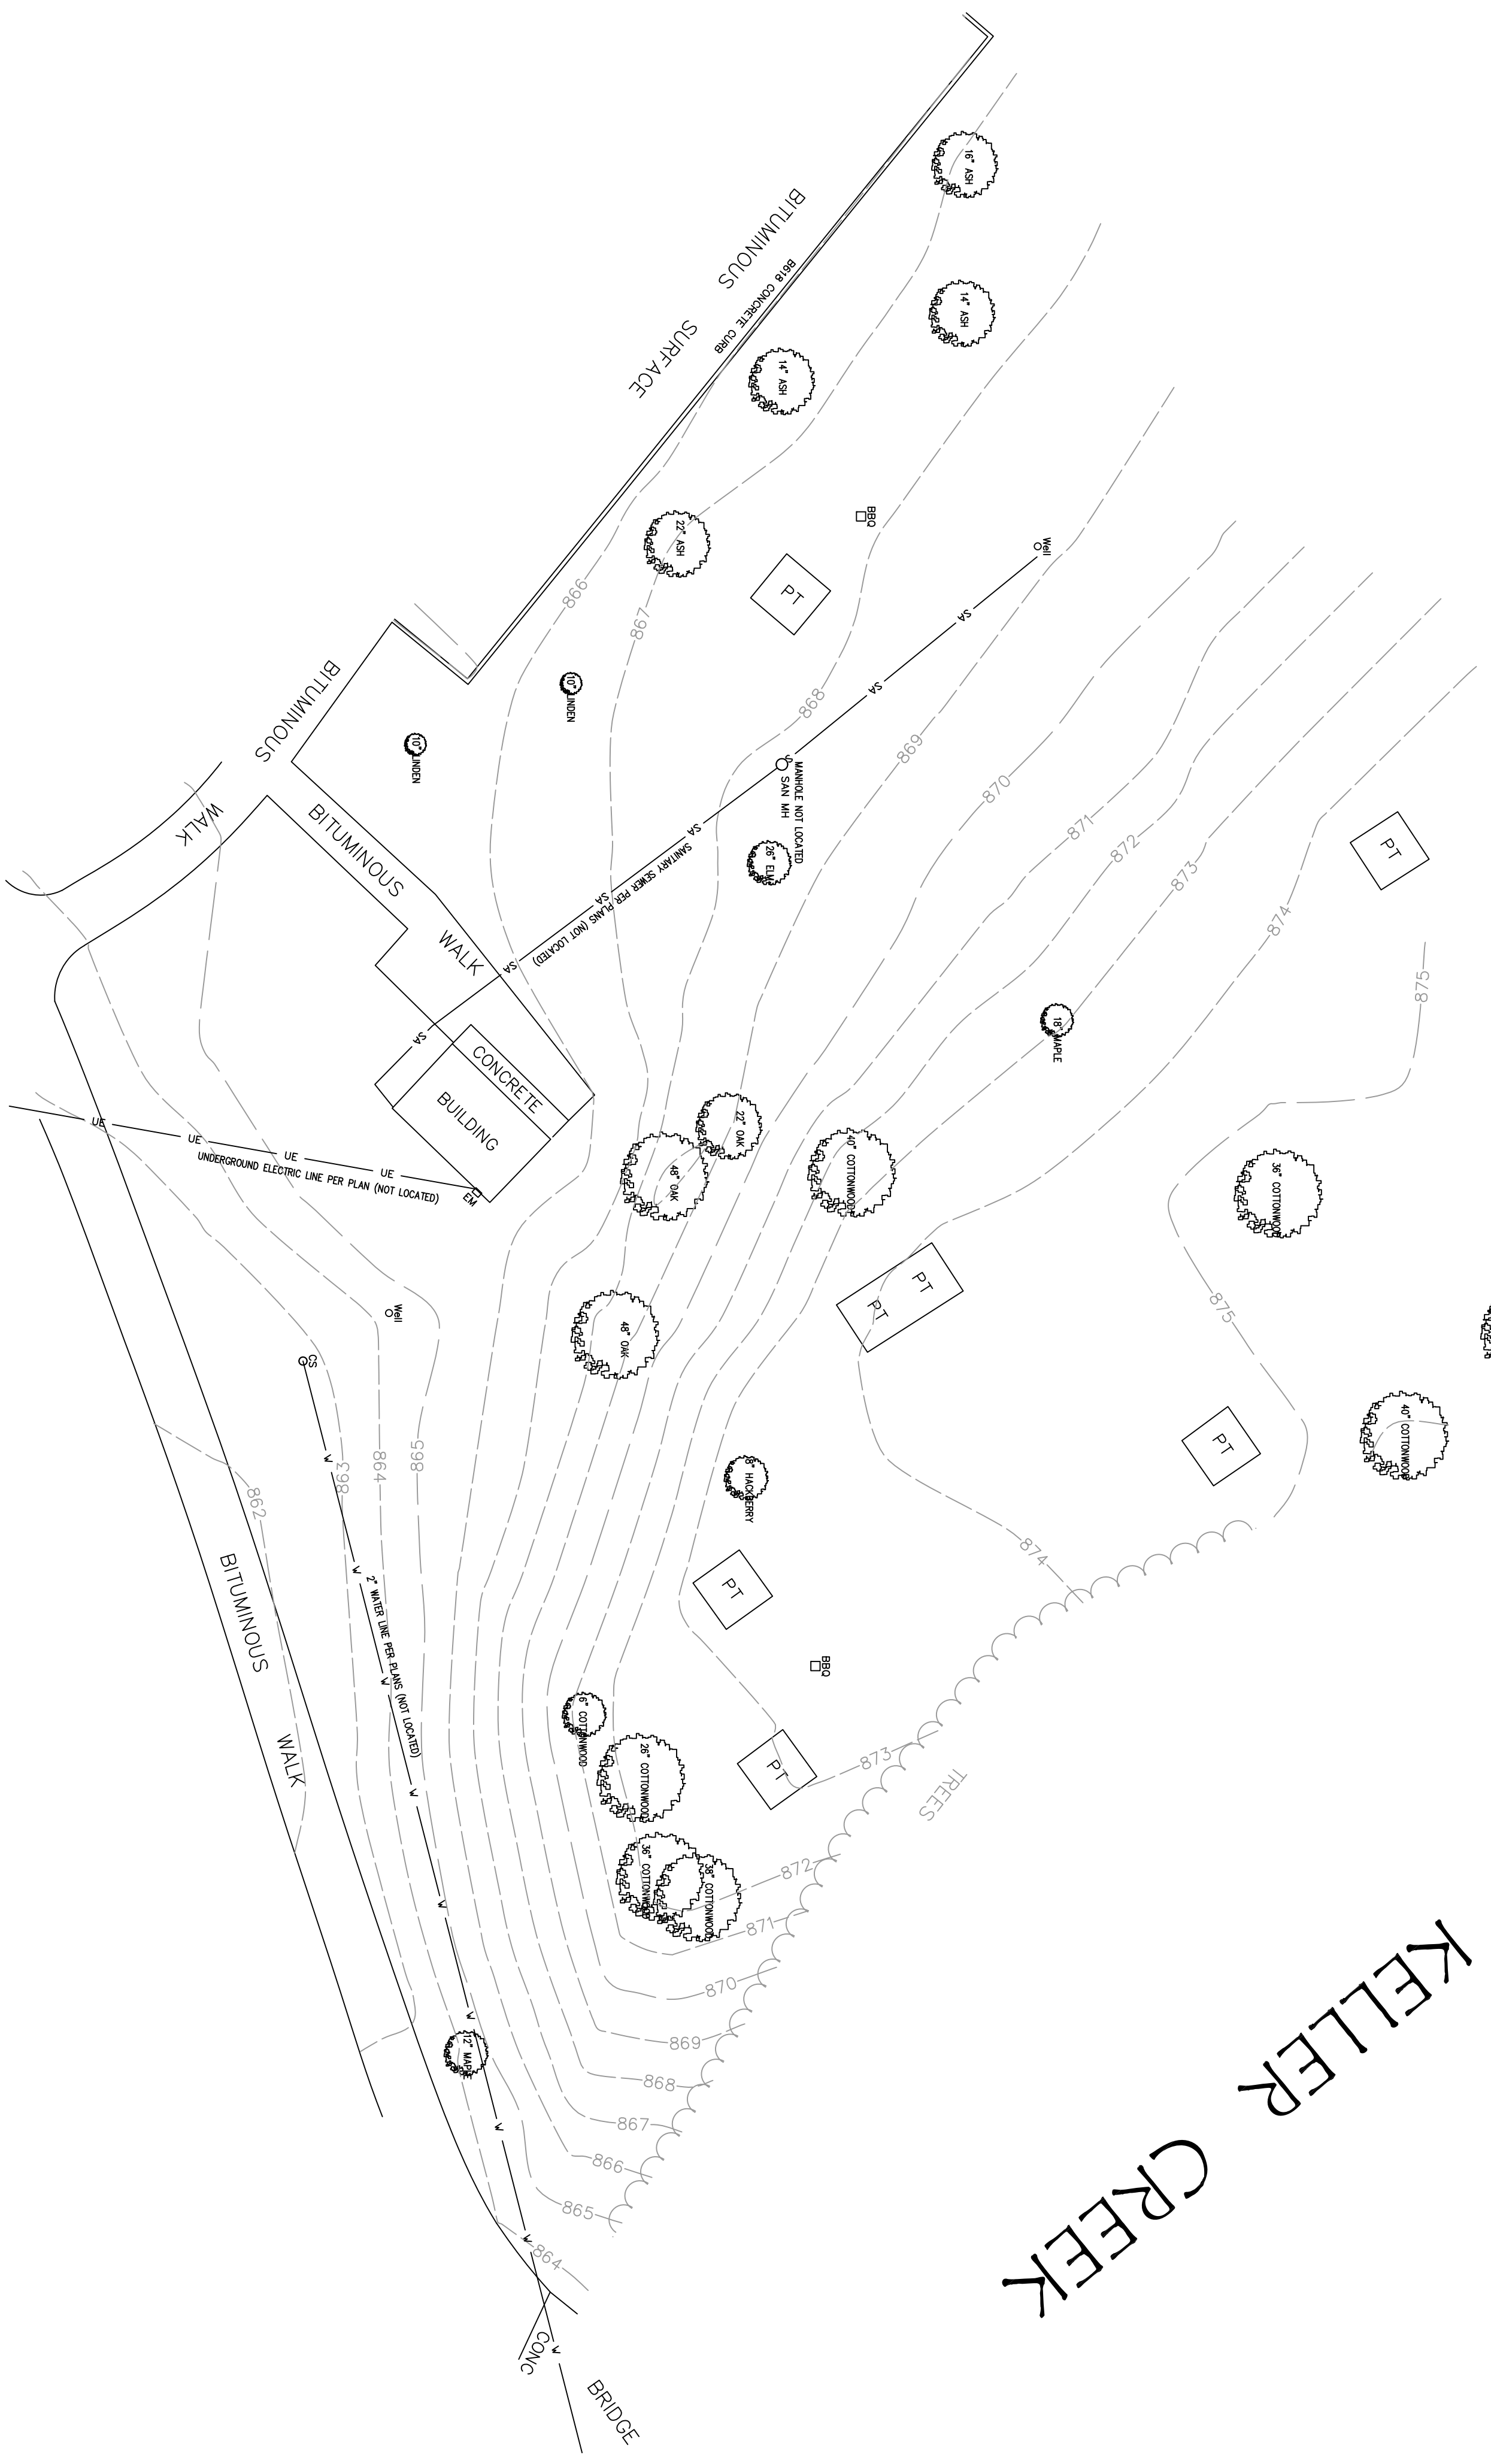 16" ASH
BITUMINOUS
SURFACE
B618 CONCRETE CURB
14" ASH
14" ASH
22" ASH
BBQ
Well
PT
SA
SA
866
867
868
869
870
871
872
873
874
875
10" LINDEN
10" LINDEN
S
SAN MH
MANHOLE NOT LOCATED
26" ELM
SA
SA
SA
SA
SANITARY SEWER PER PLANS (NOT LOCATED)
BITUMINOUS
WALK
BITUMINOUS
WALK
PT
18" MAPLE
CONCRETE
BUILDING
UE
UE
UE
UE
UNDERGROUND ELECTRIC LINE PER PLAN (NOT LOCATED)
EM
22" OAK
48" OAK
40" COTTONWOOD
36" COTTONWOOD
PT
PT
875
Well
CS
48" OAK
40" COTTONWOOD
PT
862
863
864
865
W
W
W
W
W
W
W
W
W
2" WATER LINE PER PLANS (NOT LOCATED)
BITUMINOUS
WALK
HACKBERRY
PT
874
BBQ
6" COTTONWOOD
26" COTTONWOOD
PT
873
TREES
36" COTTONWOOD
38" COTTONWOOD
872
871
870
869
868
867
866
865
864
12" MAPLE
KELLER
CREEK
CONC
BRIDGE